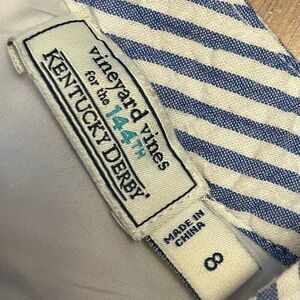 vineyard vines
for the 144TH
KENTUCKY DERBY®
MADE IN
CHINA
8